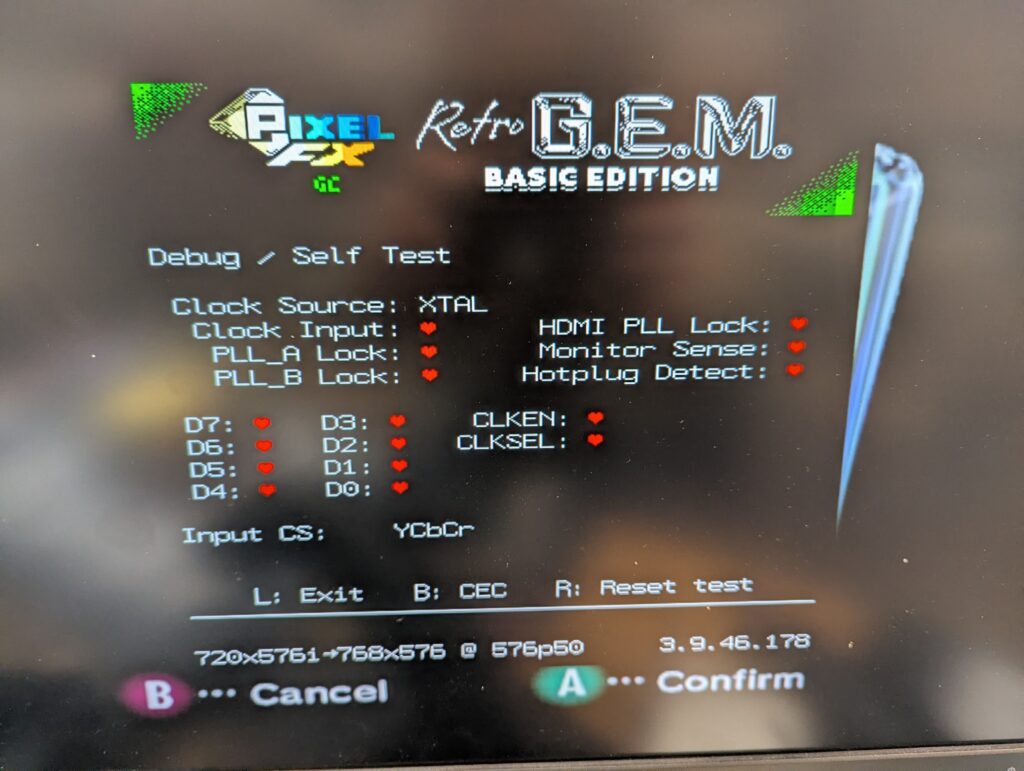 PIXEL FX Retro G.E.M.
GC BASIC EDITION
Debug / Self Test
Clock Source: XTAL
Clock Input: ❤ HDMI PLL Lock: ❤
PLL_A Lock: ❤ Monitor Sense: ❤
PLL_B Lock: ❤ Hotplug Detect: ❤
D7: ❤ D3: ❤ CLKEN: ❤
D6: ❤ D2: ❤ CLKSEL: ❤
D5: ❤ D1: ❤
D4: ❤ D0: ❤
Input CS: YCbCr
L: Exit B: CEC R: Reset test
720x576i→768x576 @ 576p50 3.9.46.178
B ··· Cancel A ··· Confirm